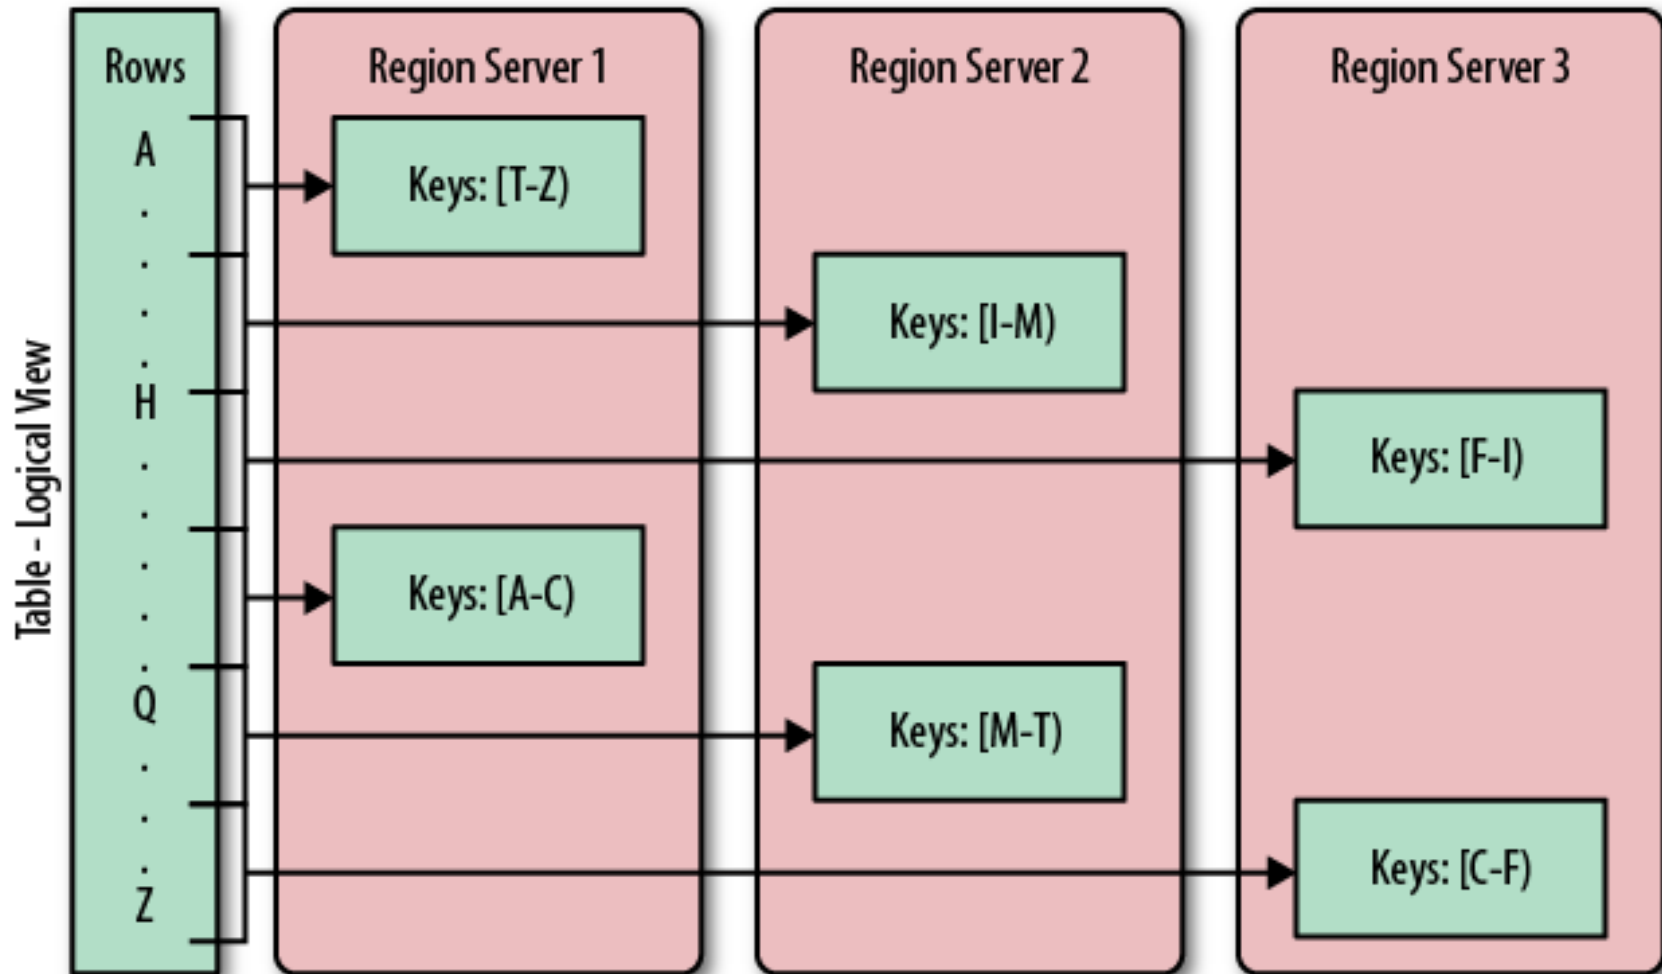 Table - Logical View
Rows
A
.
.
.
.
H
.
.
.
.
.
Q
.
.
.
Z
Region Server 1
Keys: [T-Z)
Keys: [A-C)
Region Server 2
Keys: [I-M)
Keys: [M-T)
Region Server 3
Keys: [F-I)
Keys: [C-F)